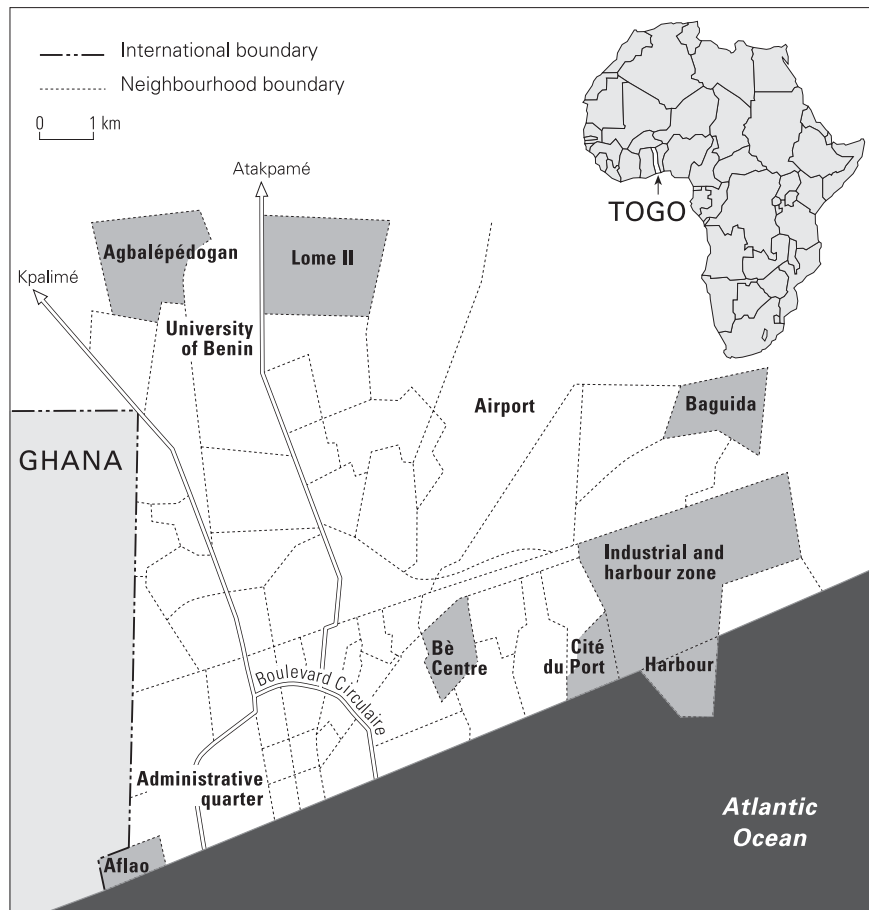 International boundary
Neighbourhood boundary
0 1 km
Atakpamé
TOGO
Agbalépédogan
Lome II
Kpalimé
University
of Benin
Airport
Baguida
GHANA
Industrial and
harbour zone
Bè
Centre
Cité
du Port
Harbour
Boulevard Circulaire
Administrative
quarter
Atlantic
Ocean
Aflao